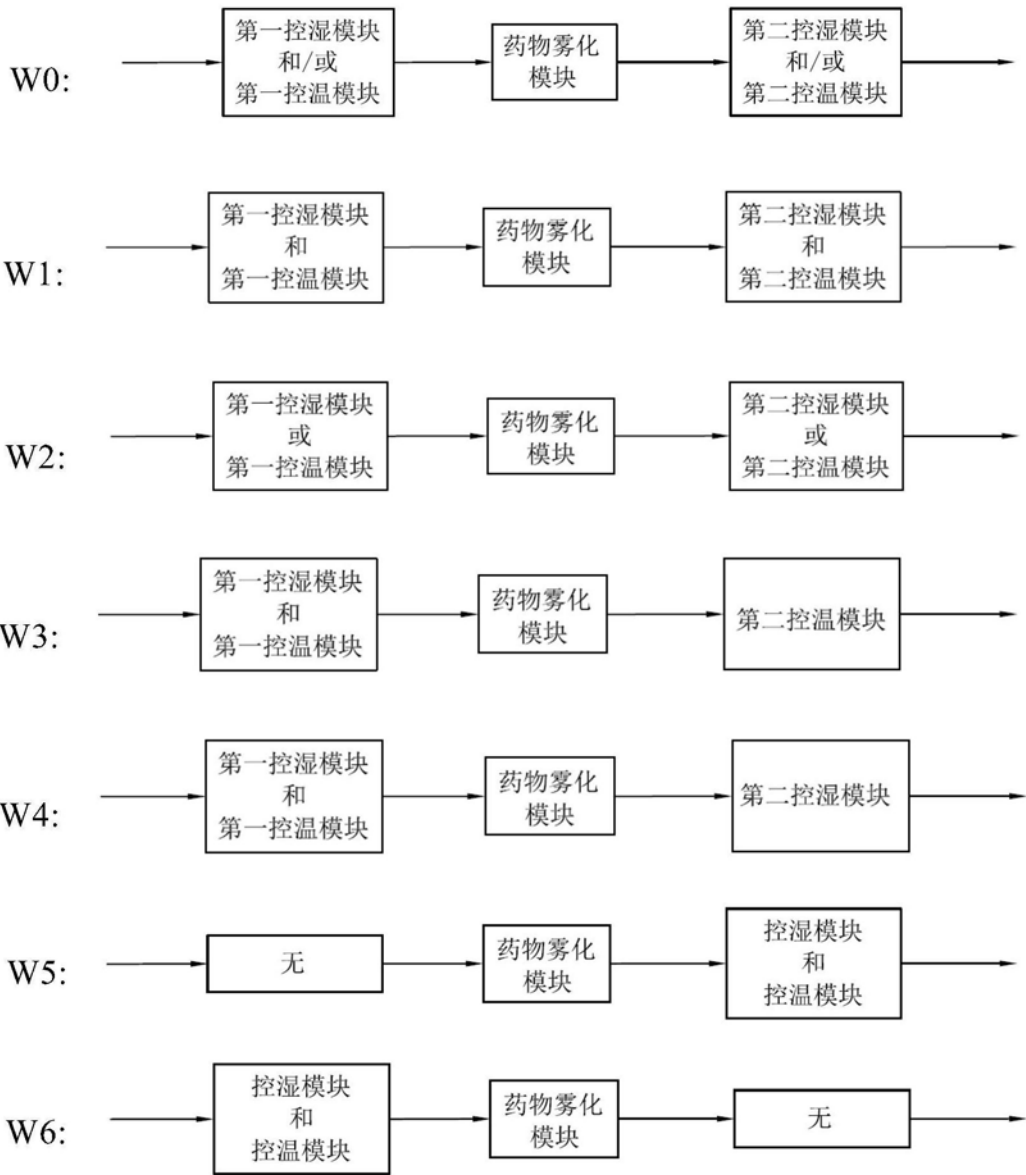 W0:
第一控湿模块
和/或
第一控温模块
药物雾化
模块
第二控湿模块
和/或
第二控温模块
W1:
第一控湿模块
和
第一控温模块
药物雾化
模块
第二控湿模块
和
第二控温模块
W2:
第一控湿模块
或
第一控温模块
药物雾化
模块
第二控湿模块
或
第二控温模块
W3:
第一控湿模块
和
第一控温模块
药物雾化
模块
第二控温模块
W4:
第一控湿模块
和
第一控温模块
药物雾化
模块
第二控湿模块
W5:
无
药物雾化
模块
控湿模块
和
控温模块
W6:
控湿模块
和
控温模块
药物雾化
模块
无